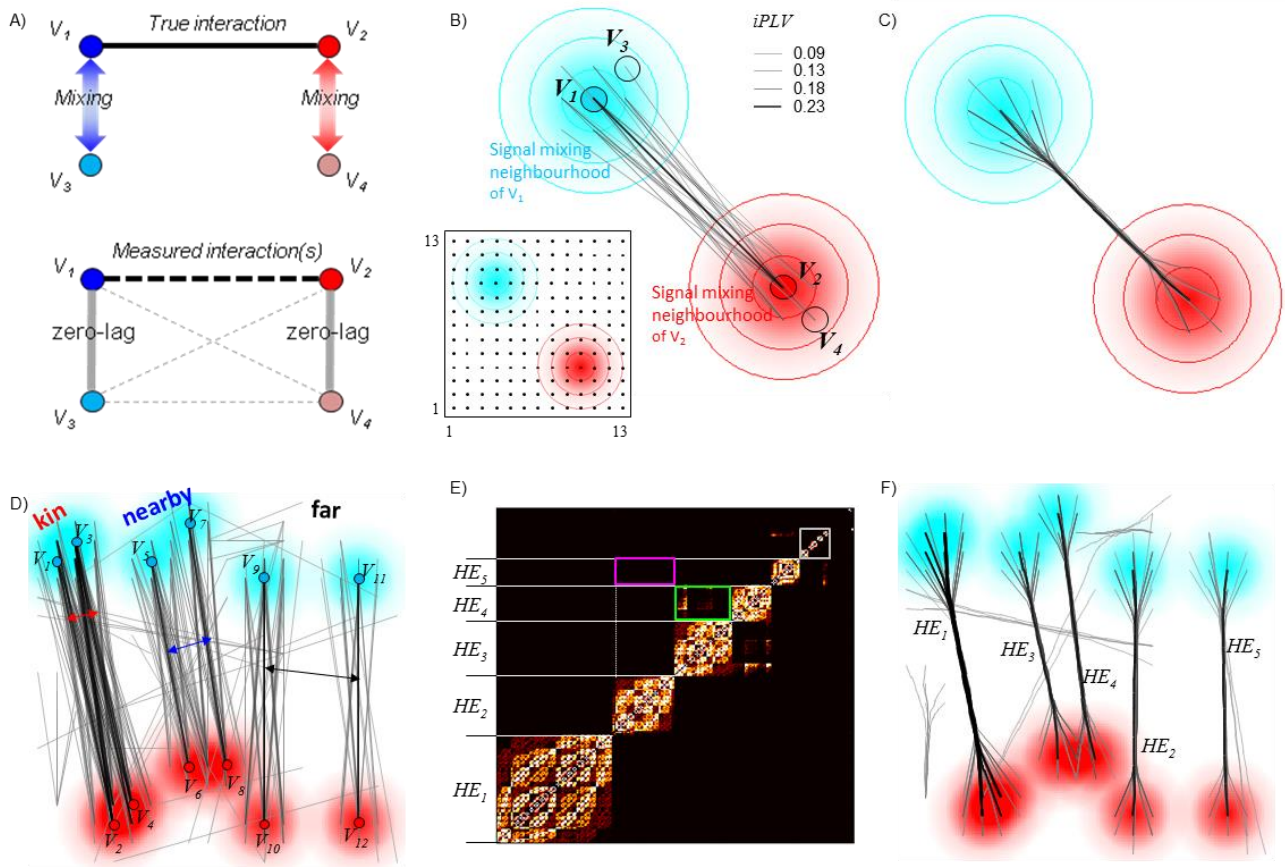 A)
True interaction
V1
V2
Mixing
Mixing
V3
V4
Measured interaction(s)
V1
V2
zero-lag
zero-lag
V3
V4
B)
iPLV
0.09
0.13
0.18
0.23
V3
V1
Signal mixing
neighbourhood
of V1
V2
Signal mixing
neighbourhood
of V2
V4
13
1
1
13
C)
D)
kin
nearby
far
V1
V3
V5
V7
V9
V11
V2
V4
V6
V8
V10
V12
E)
HE5
HE4
HE3
HE2
HE1
F)
HE1
HE3
HE4
HE2
HE5